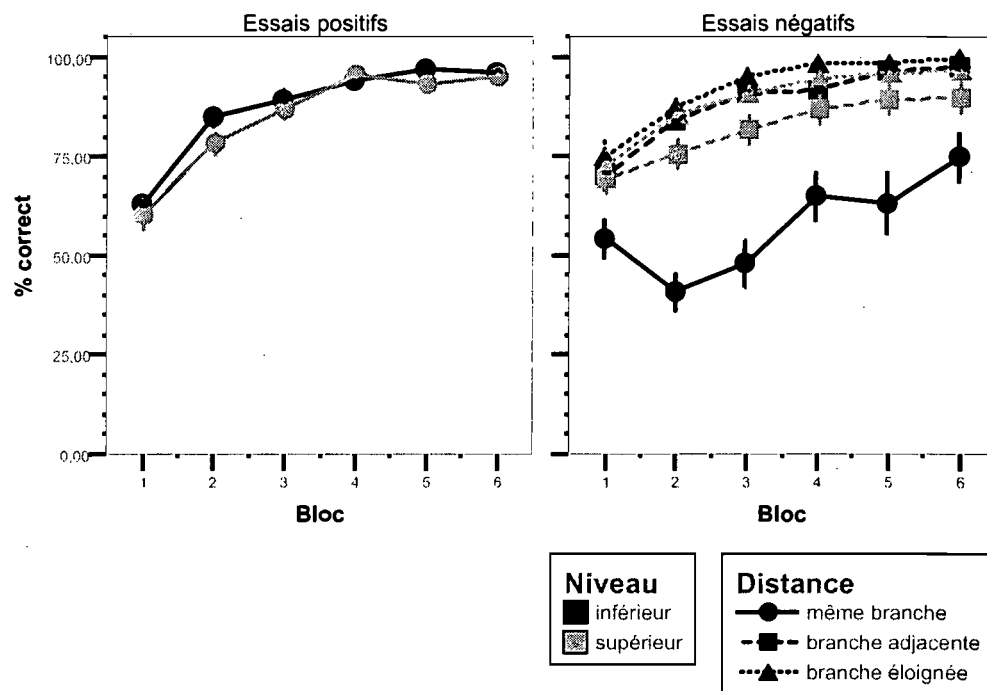 Essais positifs
Essais négatifs
% correct
100,00
75,00
50,00
25,00
0,00
1 2 3 4 5 6
Bloc
1 2 3 4 5 6
Bloc
Niveau
inférieur
supérieur
Distance
même branche
branche adjacente
branche éloignée